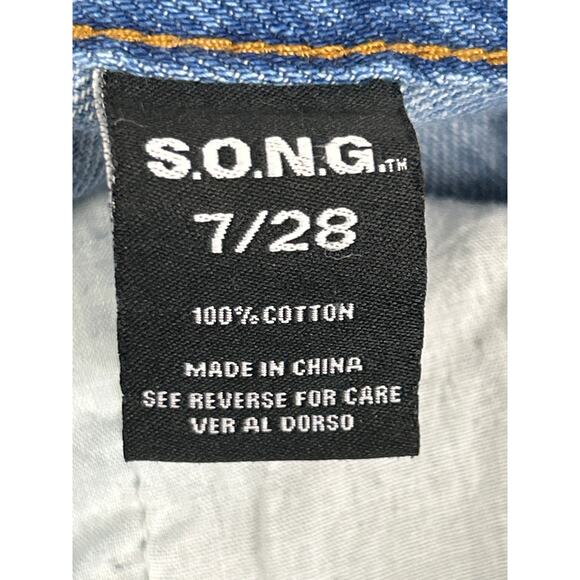 S.O.N.G.™
7/28
100% COTTON
MADE IN CHINA
SEE REVERSE FOR CARE
VER AL DORSO